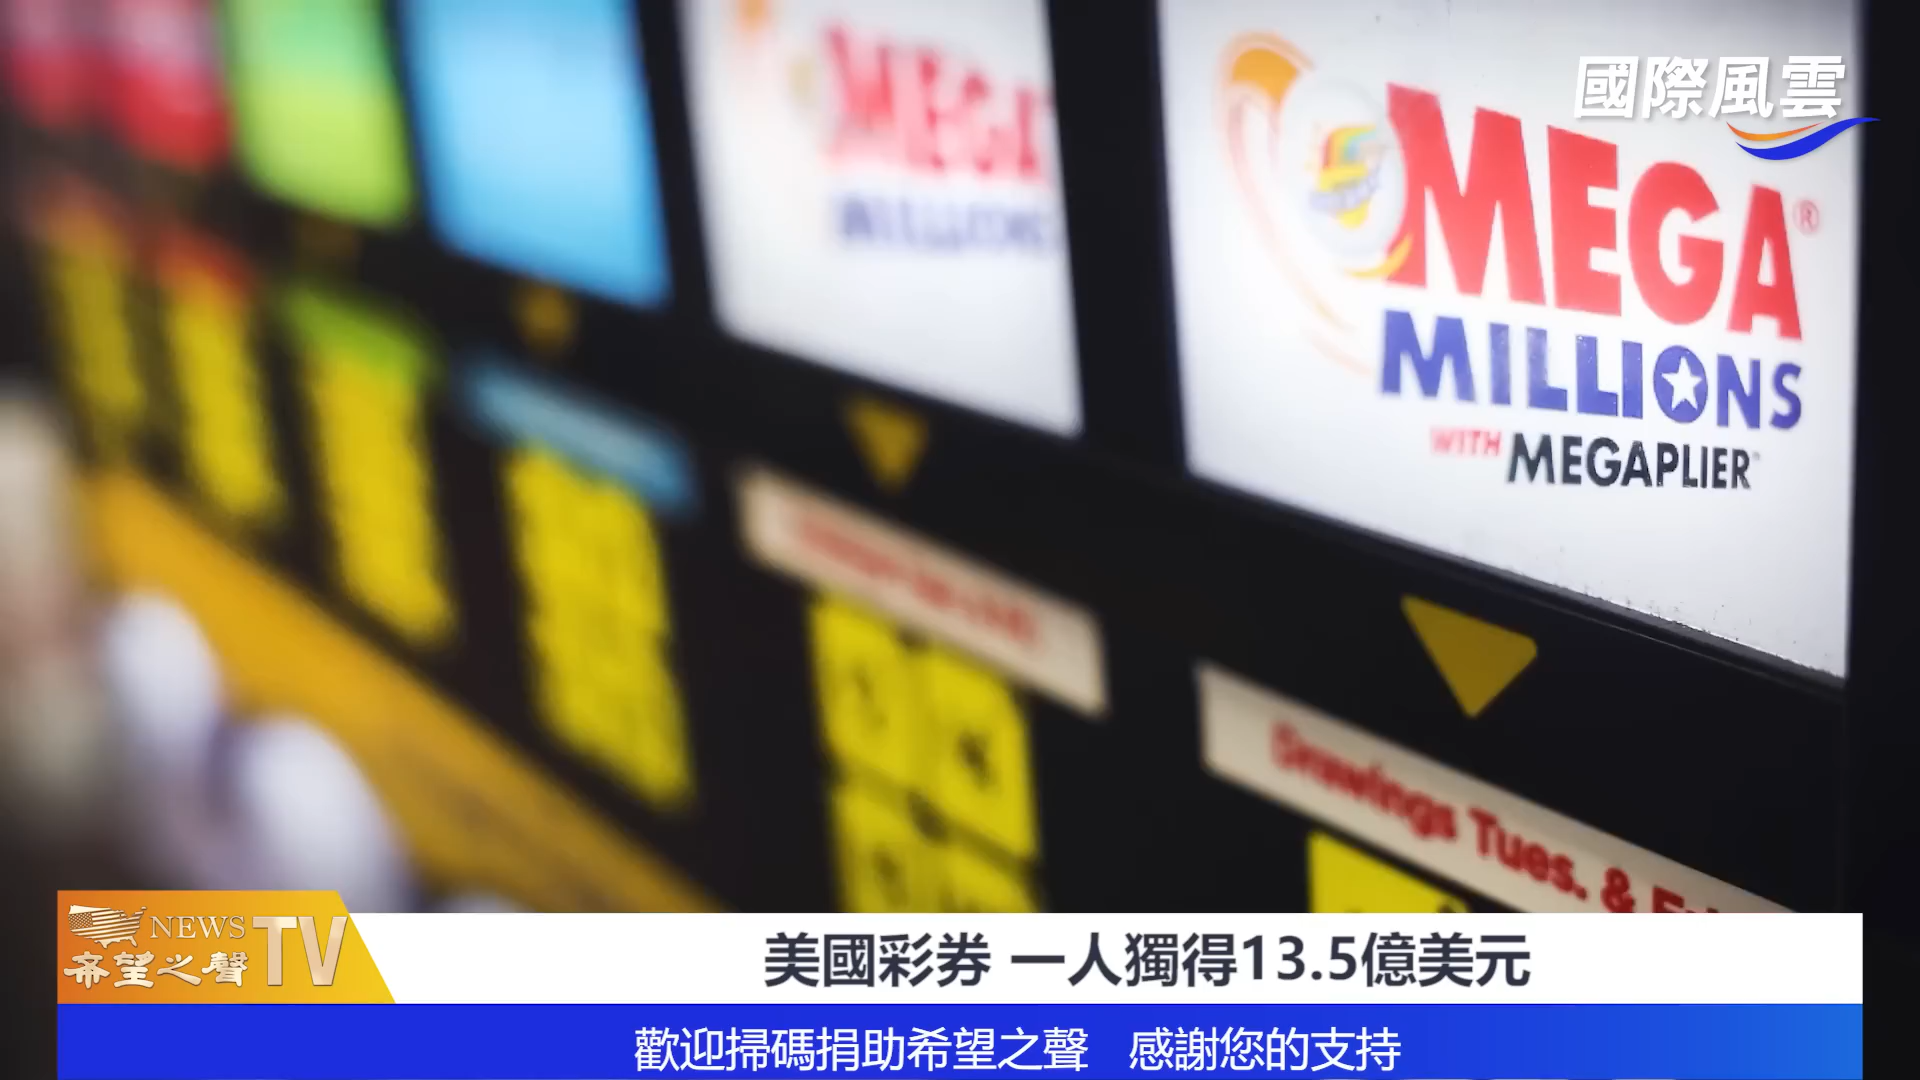 國際風雲
MEGA
MILLIONS
MEGA®
MILLIONS
WITH MEGAPLIER
Drawings Tues. &
NEWS
希望之聲
TV
美國彩券 一人獨得13.5億美元
歡迎掃碼捐助希望之聲 感謝您的支持